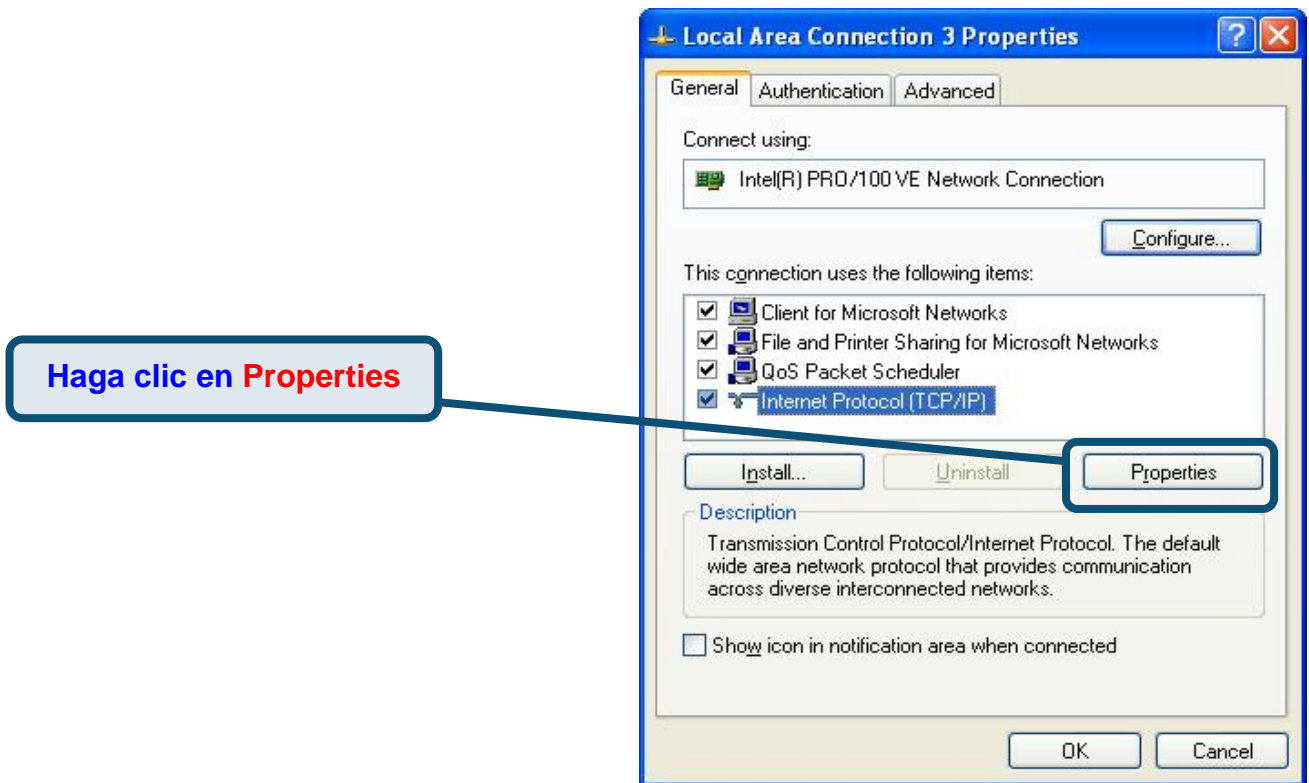 Local Area Connection 3 Properties
General Authentication Advanced
Connect using:
Intel(R) PRO/100 VE Network Connection
Configure...
This connection uses the following items:
Client for Microsoft Networks
File and Printer Sharing for Microsoft Networks
QoS Packet Scheduler
Internet Protocol (TCP/IP)
Haga clic en Properties
Install... Uninstall Properties
Description
Transmission Control Protocol/Internet Protocol. The default
wide area network protocol that provides communication
across diverse interconnected networks.
Show icon in notification area when connected
OK Cancel